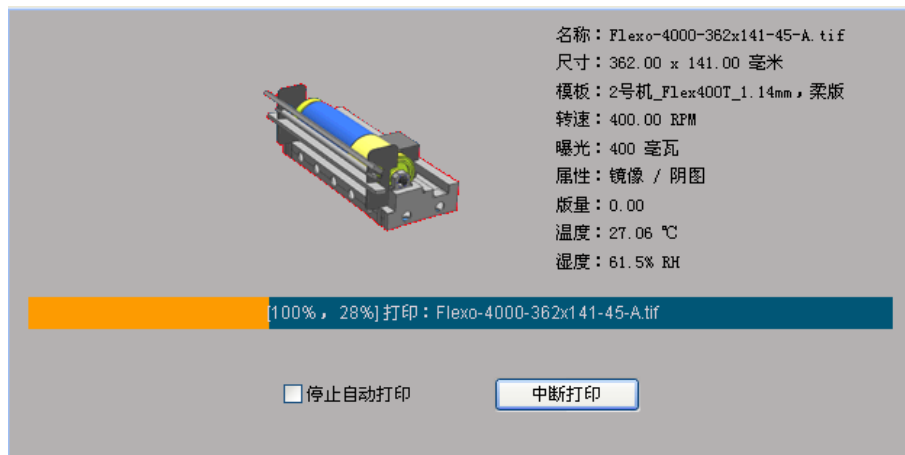 名称：Flexo-4000-362x141-45-A.tif
尺寸：362.00 x 141.00 毫米
模板：2号机_Flex400T_1.14mm，柔版
转速：400.00 RPM
曝光：400 毫瓦
属性：镜像 / 阴图
版量：0.00
温度：27.06 ℃
湿度：61.5% RH
[100%，28%]打印：Flexo-4000-362x141-45-A.tif
停止自动打印
中断打印